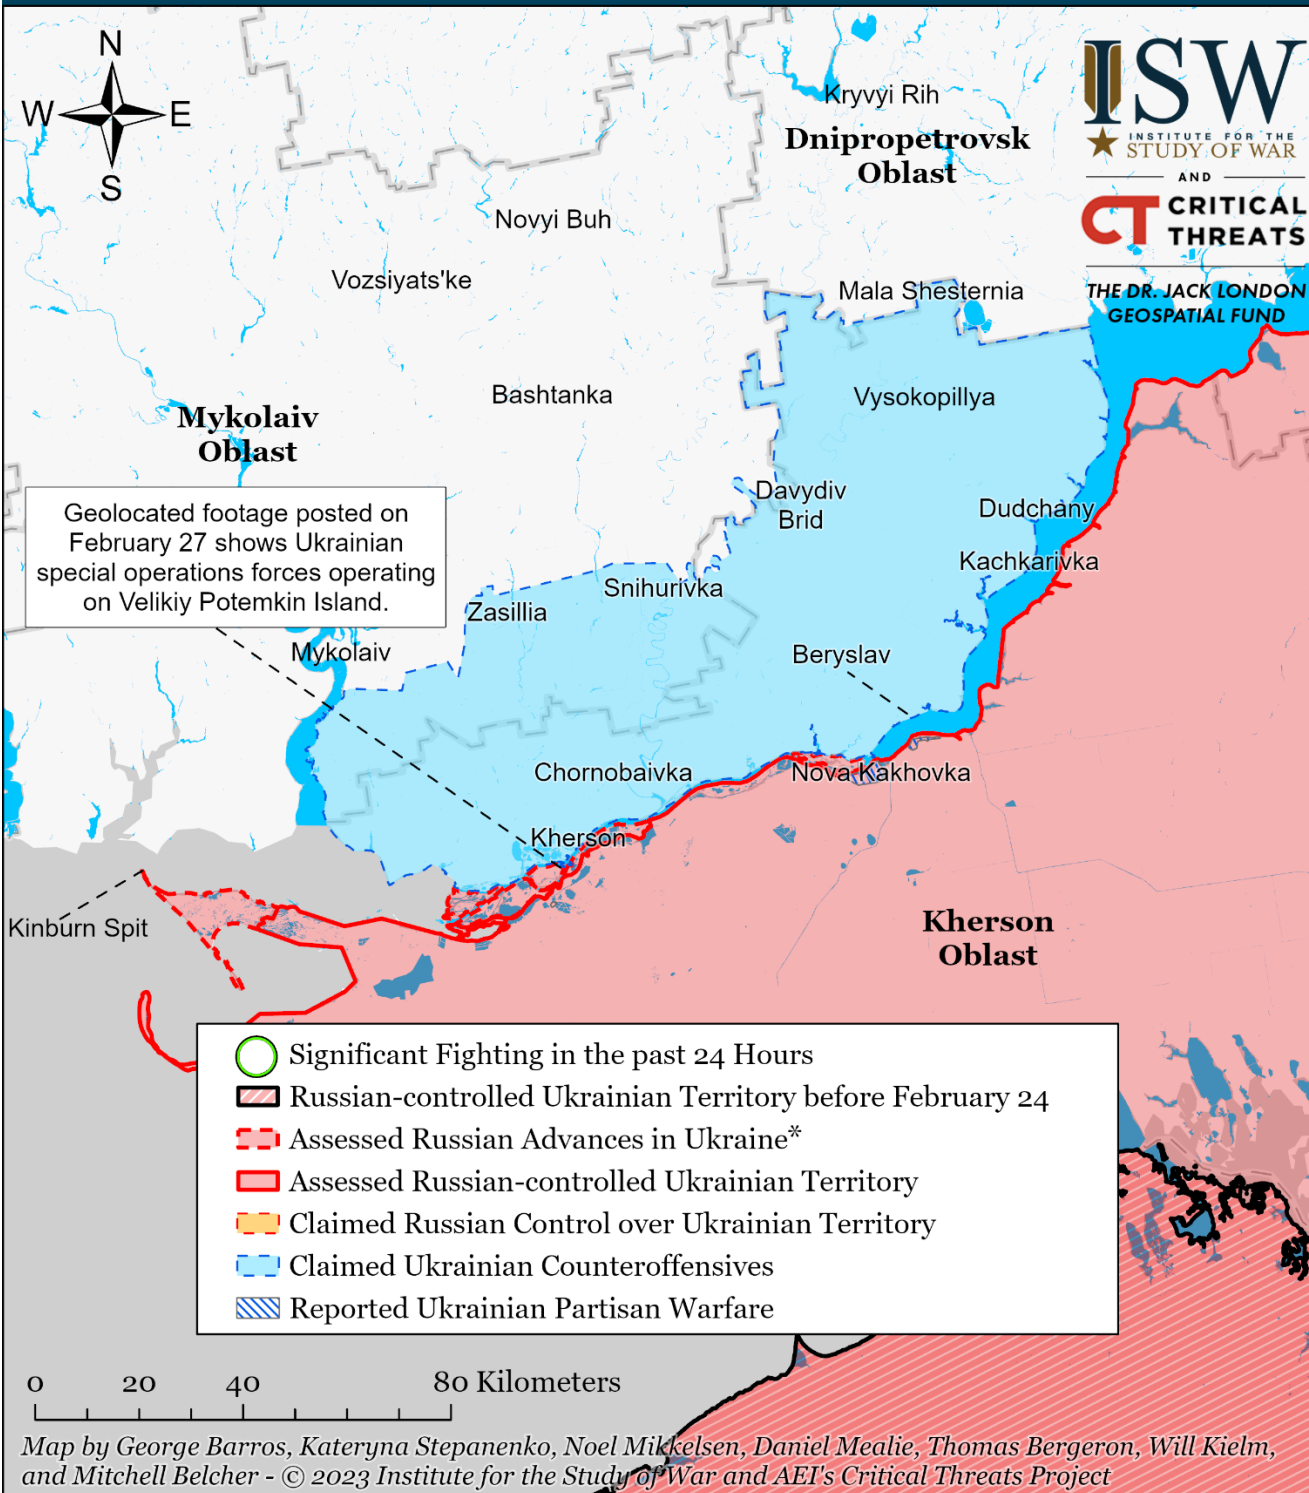 N
W E
S
ISW
INSTITUTE FOR THE
STUDY OF WAR
AND
CT CRITICAL
THREATS
THE DR. JACK LONDON
GEOSPATIAL FUND
Kryvyi Rih
Dnipropetrovsk
Oblast
Novyi Buh
Vozsiyats'ke
Mala Shesternia
Bashtanka
Vysokopillya
Mykolaiv
Oblast
Davydiv
Brid
Dudchany
Geolocated footage posted on
February 27 shows Ukrainian
special operations forces operating
on Velikiy Potemkin Island.
Kachkarivka
Snihurivka
Zasillia
Mykolaiv
Beryslav
Chornobaivka
Nova Kakhovka
Kherson
Kinburn Spit
Kherson
Oblast
Significant Fighting in the past 24 Hours
Russian-controlled Ukrainian Territory before February 24
Assessed Russian Advances in Ukraine*
Assessed Russian-controlled Ukrainian Territory
Claimed Russian Control over Ukrainian Territory
Claimed Ukrainian Counteroffensives
Reported Ukrainian Partisan Warfare
0 20 40 80 Kilometers
Map by George Barros, Kateryna Stepanenko, Noel Mikkelsen, Daniel Mealie, Thomas Bergeron, Will Kielm,
and Mitchell Belcher - © 2023 Institute for the Study of War and AEI's Critical Threats Project